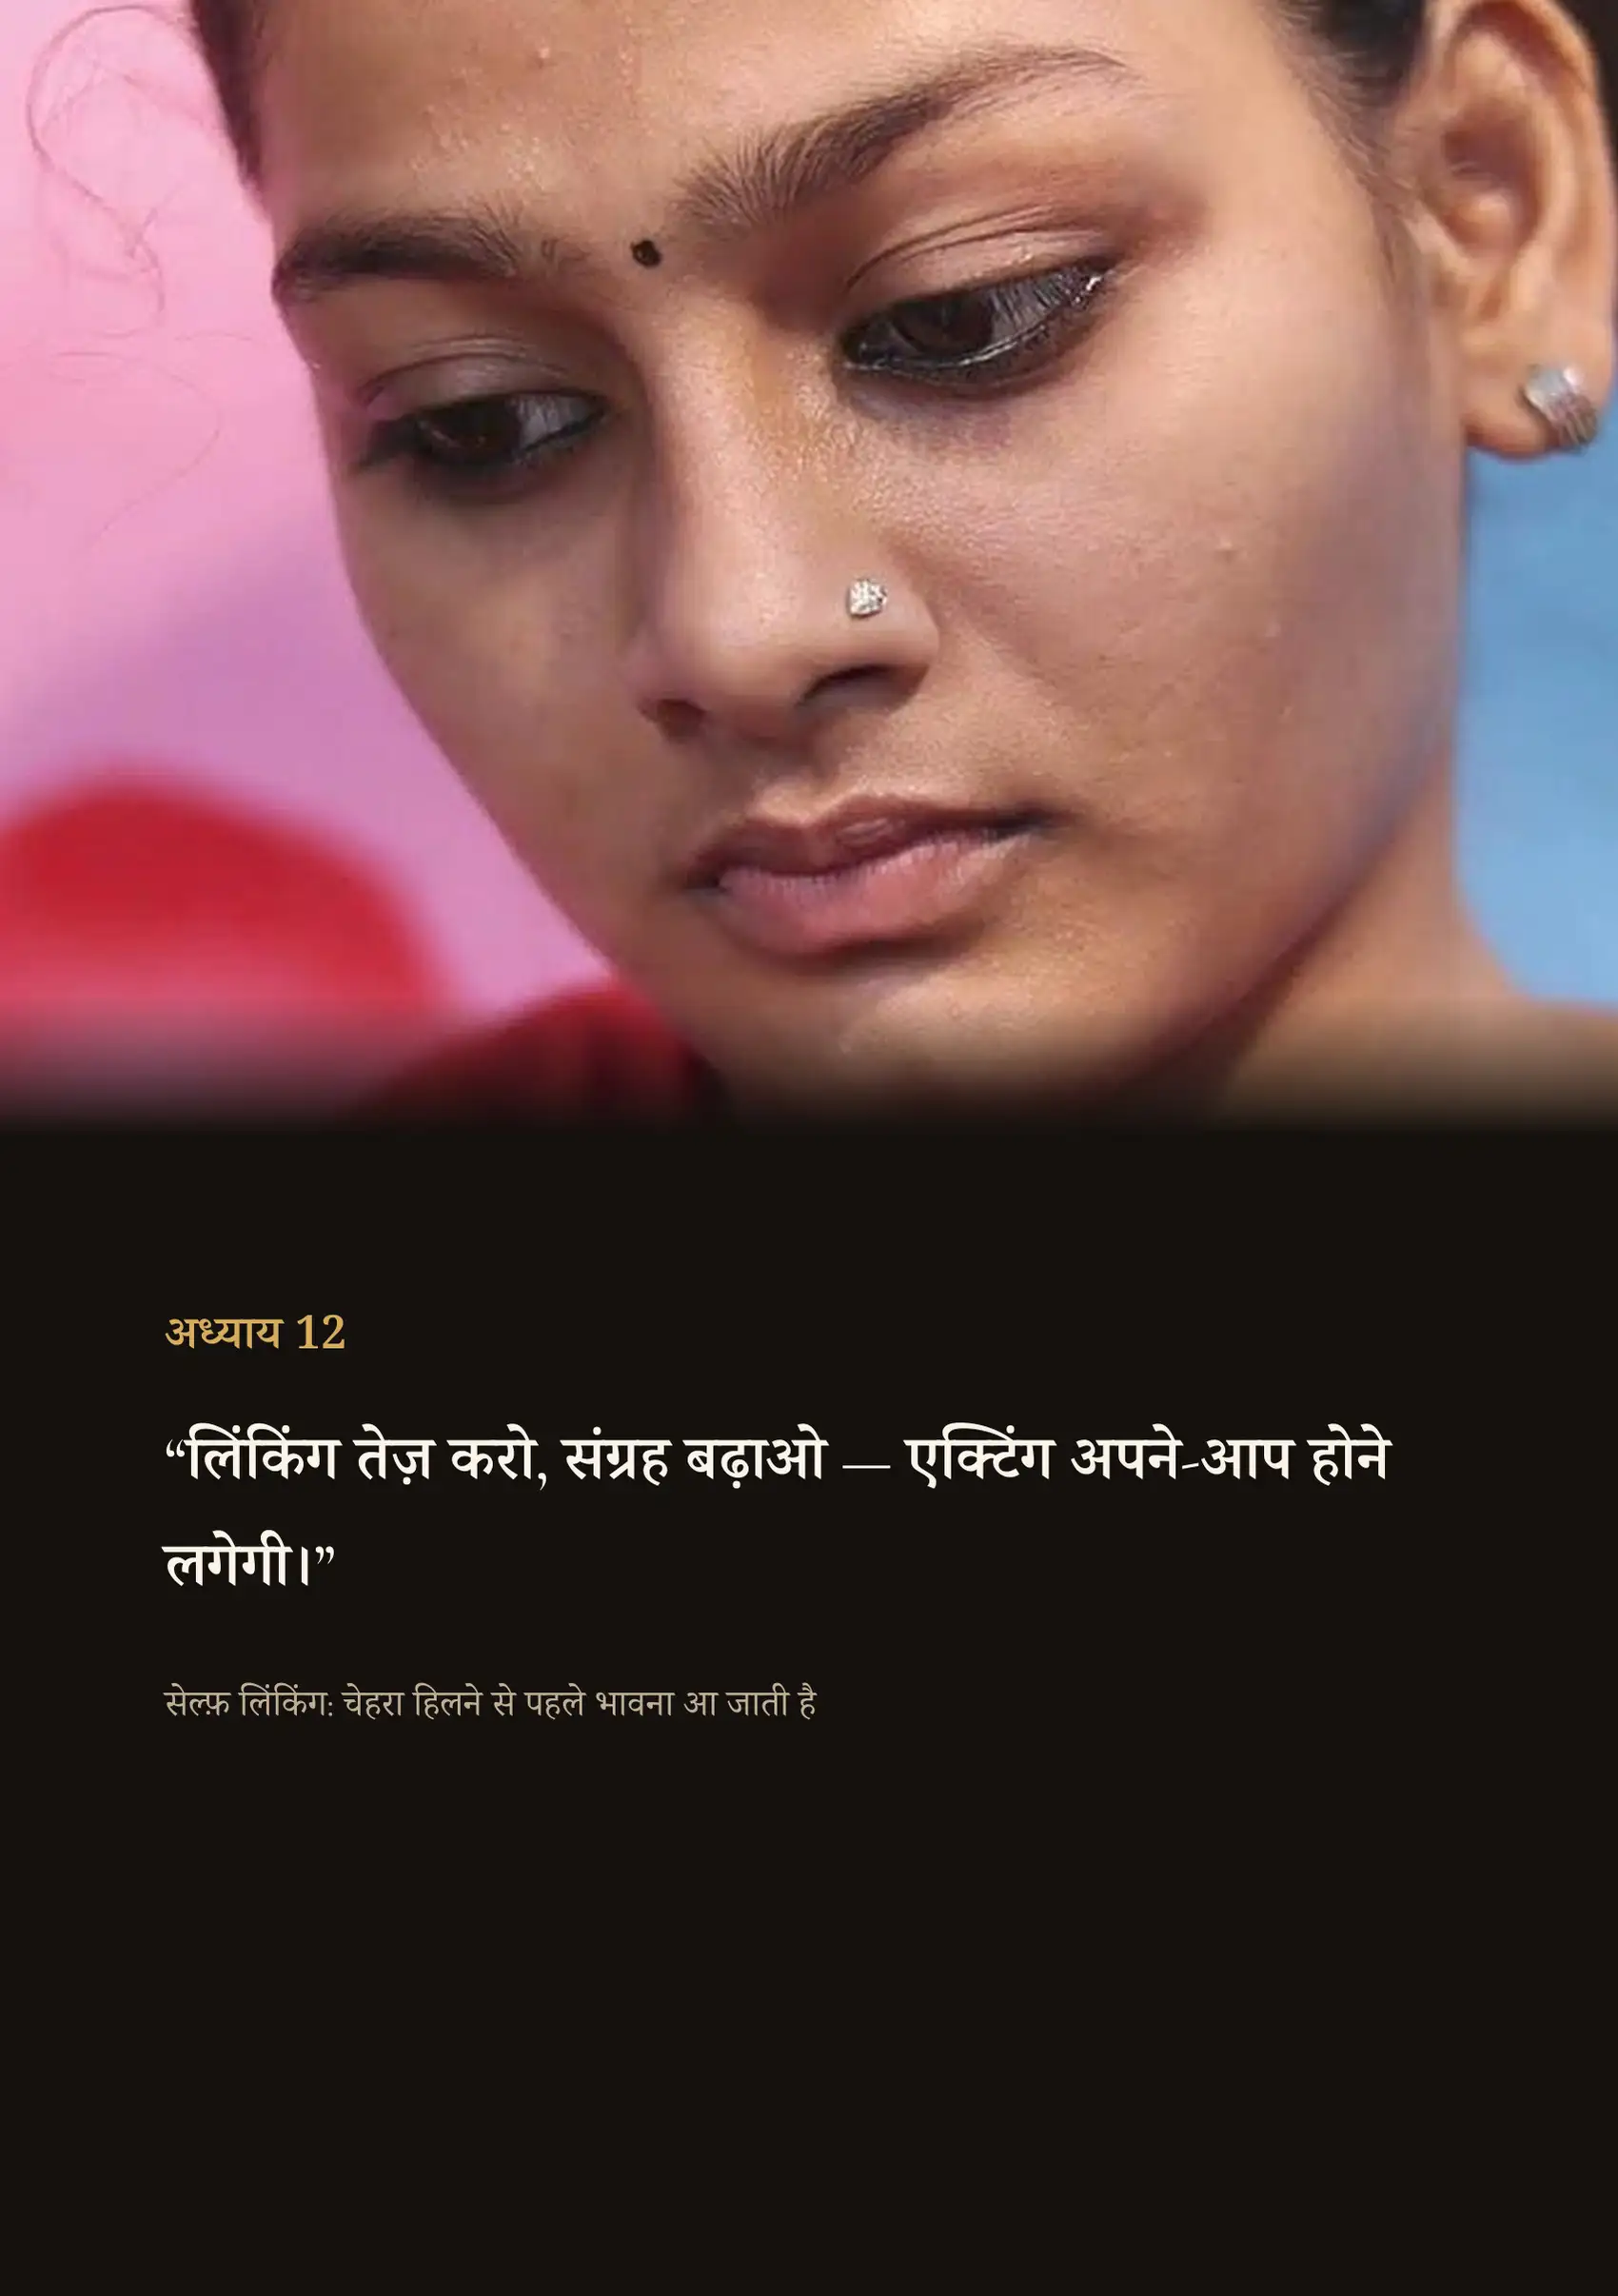 अध्याय 12
“लिंकिंग तेज़ करो, संग्रह बढ़ाओ — एक्टिंग अपने-आप होने
लगेगी।”
सेल्फ़ लिंकिंग: चेहरा हिलने से पहले भावना आ जाती है